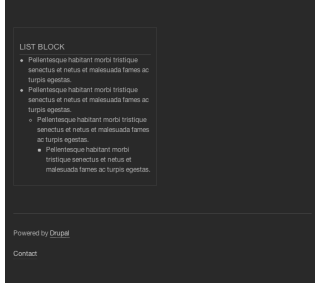 LIST BLOCK
Pellentesque habitant morbi tristique
senectus et netus et malesuada fames ac
turpis egestas.
Pellentesque habitant morbi tristique
senectus et netus et malesuada fames ac
turpis egestas.
Pellentesque habitant morbi tristique
senectus et netus et malesuada fames
ac turpis egestas.
Pellentesque habitant morbi
tristique senectus et netus et
malesuada fames ac turpis egestas.
Powered by Drupal
Contact